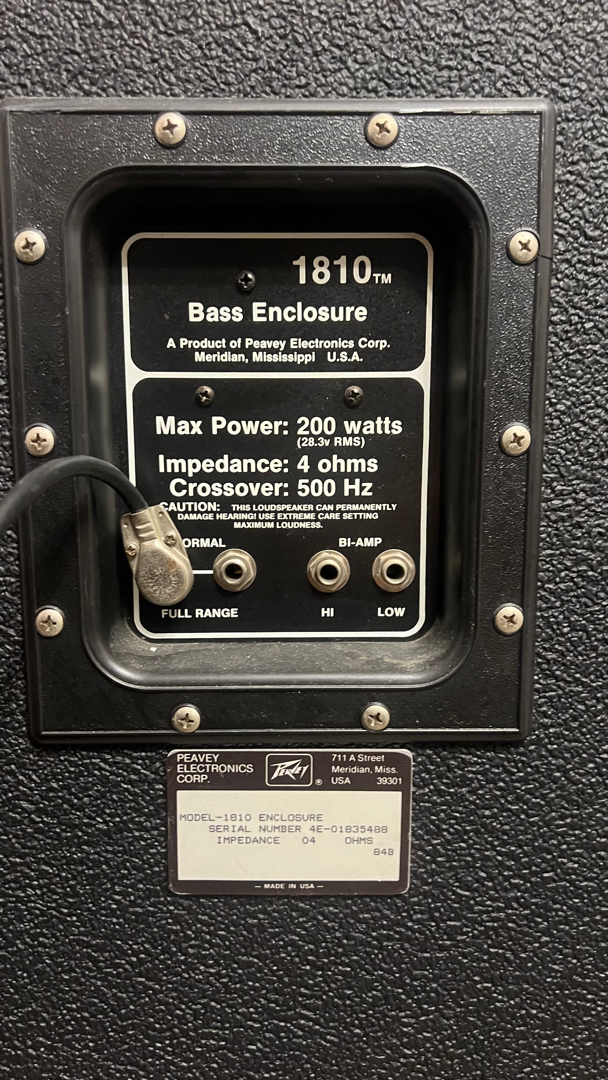 1810 TM
Bass Enclosure
A Product of Peavey Electronics Corp.
Meridian, Mississippi U.S.A.
Max Power: 200 watts
(28.3v RMS)
Impedance: 4 ohms
Crossover: 500 Hz
CAUTION: THIS LOUDSPEAKER CAN PERMANENTLY
DAMAGE HEARING! USE EXTREME CARE SETTING
MAXIMUM LOUDNESS.
ORMAL BI-AMP
FULL RANGE HI LOW
PEAVEY
ELECTRONICS
CORP.
PEAVEY ®
711 A Street
Meridian, Miss.
USA 39301
MODEL-1810 ENCLOSURE
SERIAL NUMBER 4E-01835488
IMPEDANCE 04 OHMS
84B
— MADE IN USA —